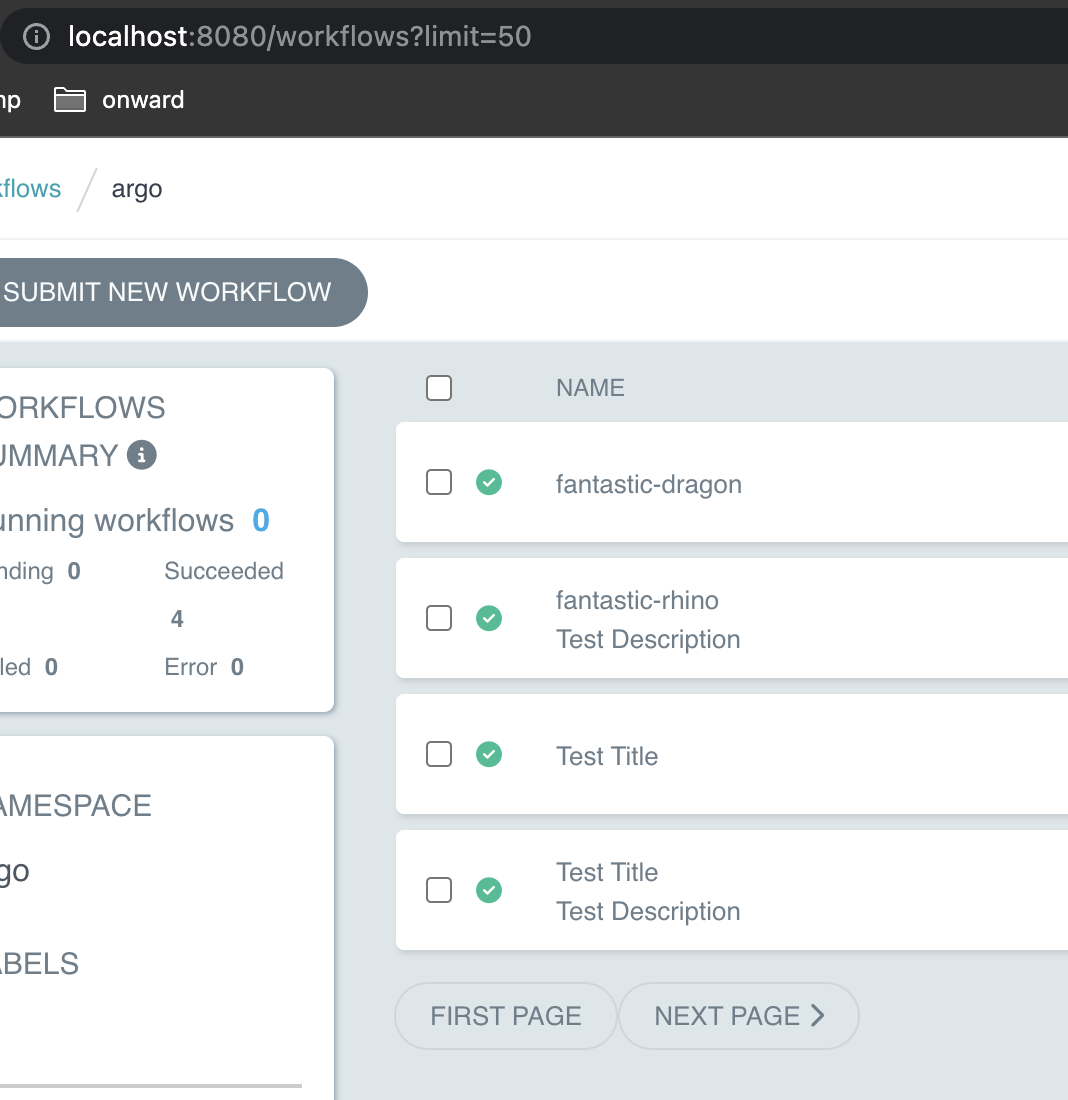 localhost:8080/workflows?limit=50
np onward
kflows / argo
SUBMIT NEW WORKFLOW
ORKFLOWS
UMMARY
unning workflows 0
nding 0 Succeeded
4
led 0 Error 0
AMESPACE
go
ABELS
NAME
fantastic-dragon
fantastic-rhino
Test Description
Test Title
Test Title
Test Description
FIRST PAGE NEXT PAGE